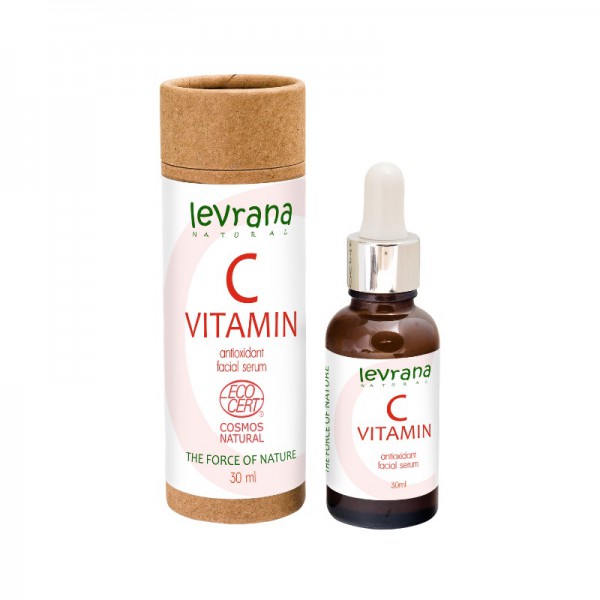 levrana
NATURAL
C
VITAMIN
antioxidant
facial serum
ECO
CERT
®
COSMOS
NATURAL
THE FORCE OF NATURE
30 ml
levrana
NATURAL
C
VITAMIN
antioxidant
facial serum
30ml
THE FORCE OF NATURE